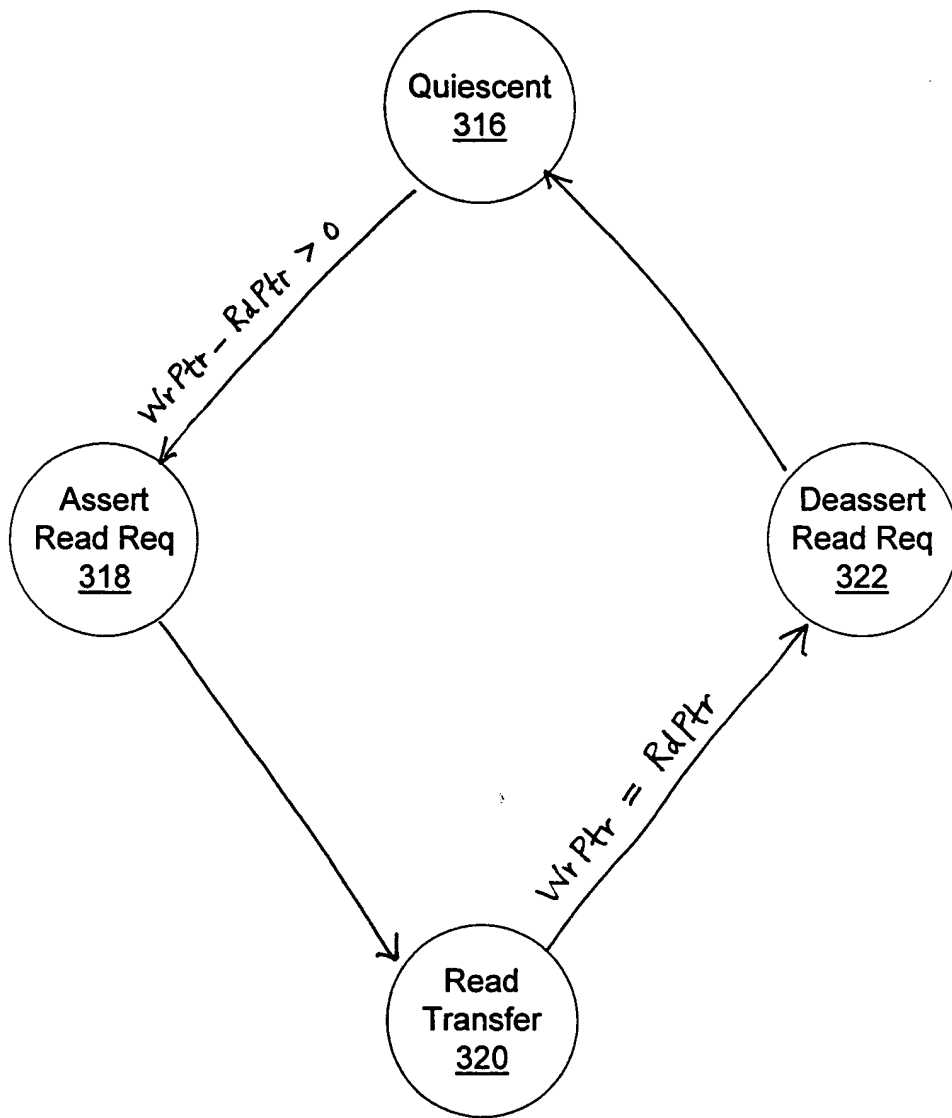 Quiescent
316
WrPtr - RdPtr > 0
Assert
Read Req
318
Deassert
Read Req
322
WrPtr = RdPtr
Read
Transfer
320